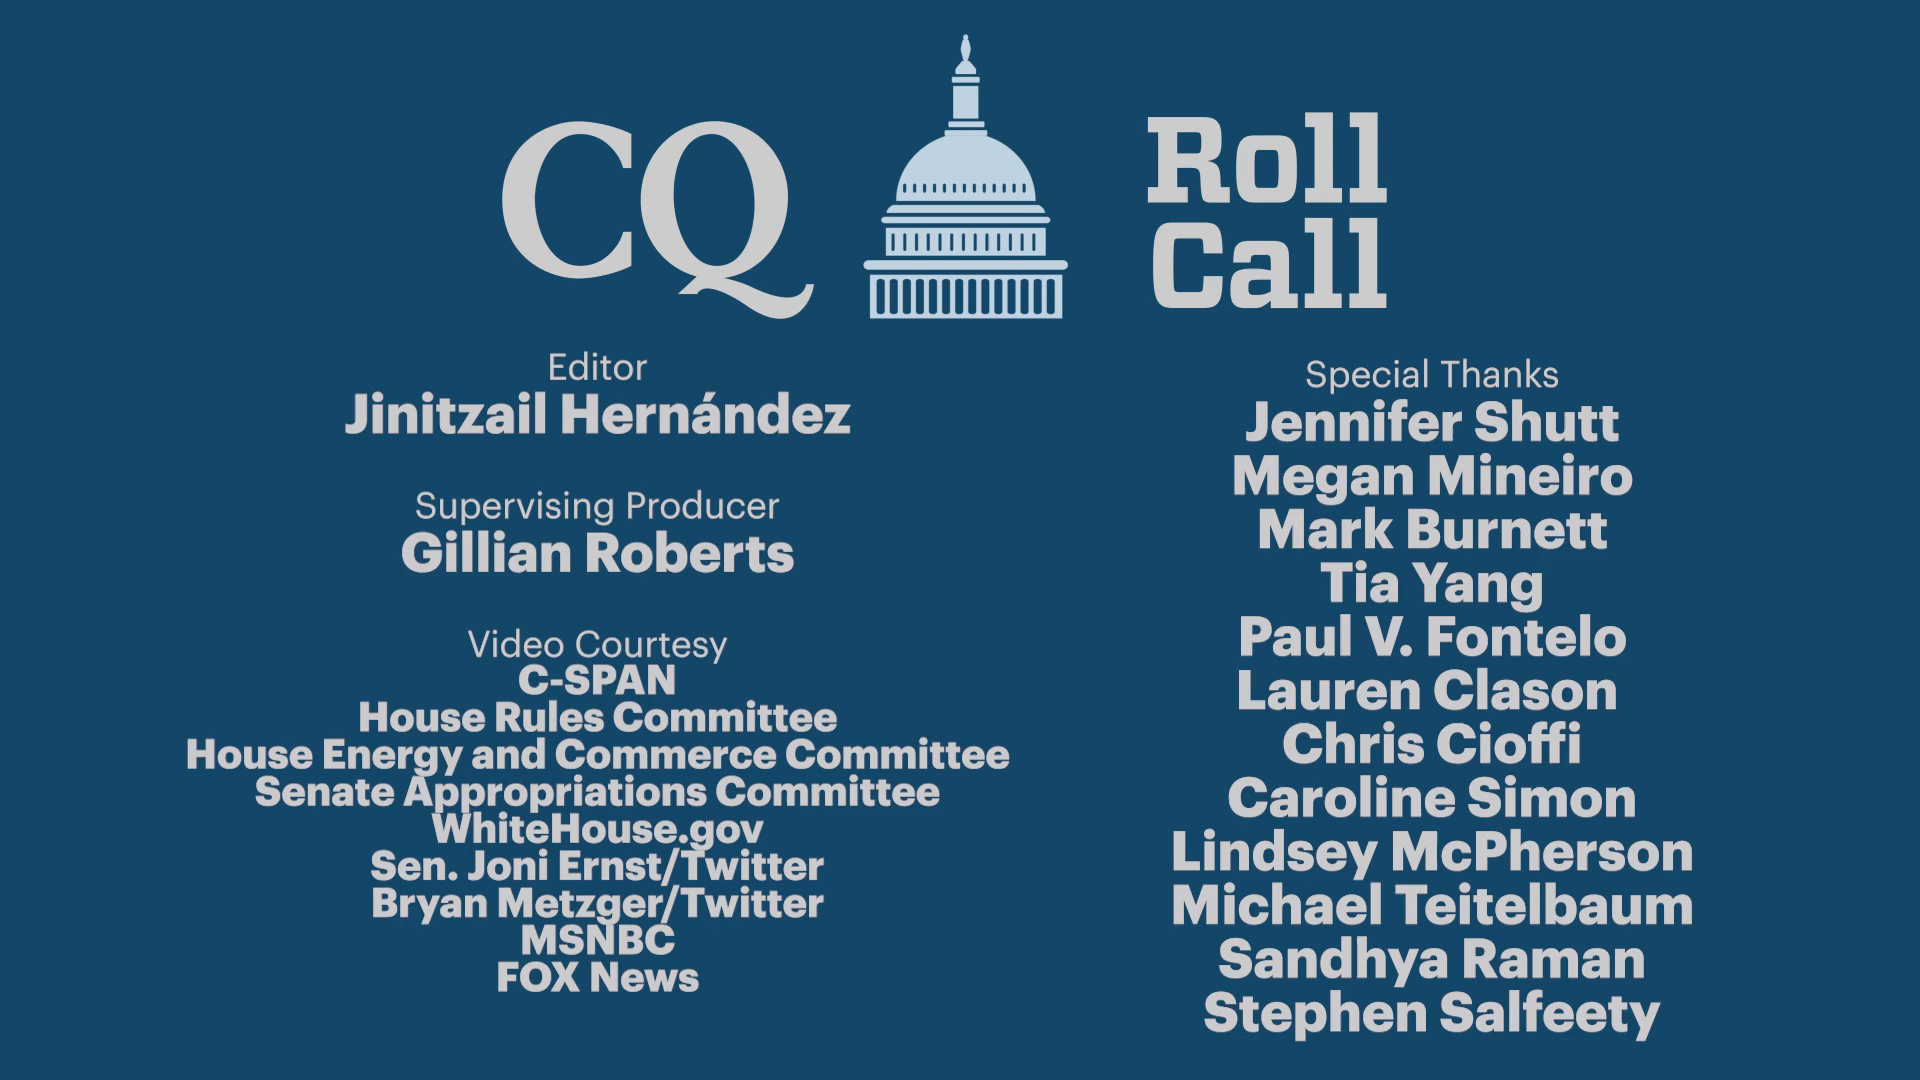 CQ
Roll
Call
Editor
Jinitzail Hernández
Supervising Producer
Gillian Roberts
Video Courtesy
C-SPAN
House Rules Committee
House Energy and Commerce Committee
Senate Appropriations Committee
WhiteHouse.gov
Sen. Joni Ernst/Twitter
Bryan Metzger/Twitter
MSNBC
FOX News
Special Thanks
Jennifer Shutt
Megan Mineiro
Mark Burnett
Tia Yang
Paul V. Fontelo
Lauren Clason
Chris Cioffi
Caroline Simon
Lindsey McPherson
Michael Teitelbaum
Sandhya Raman
Stephen Salfeety